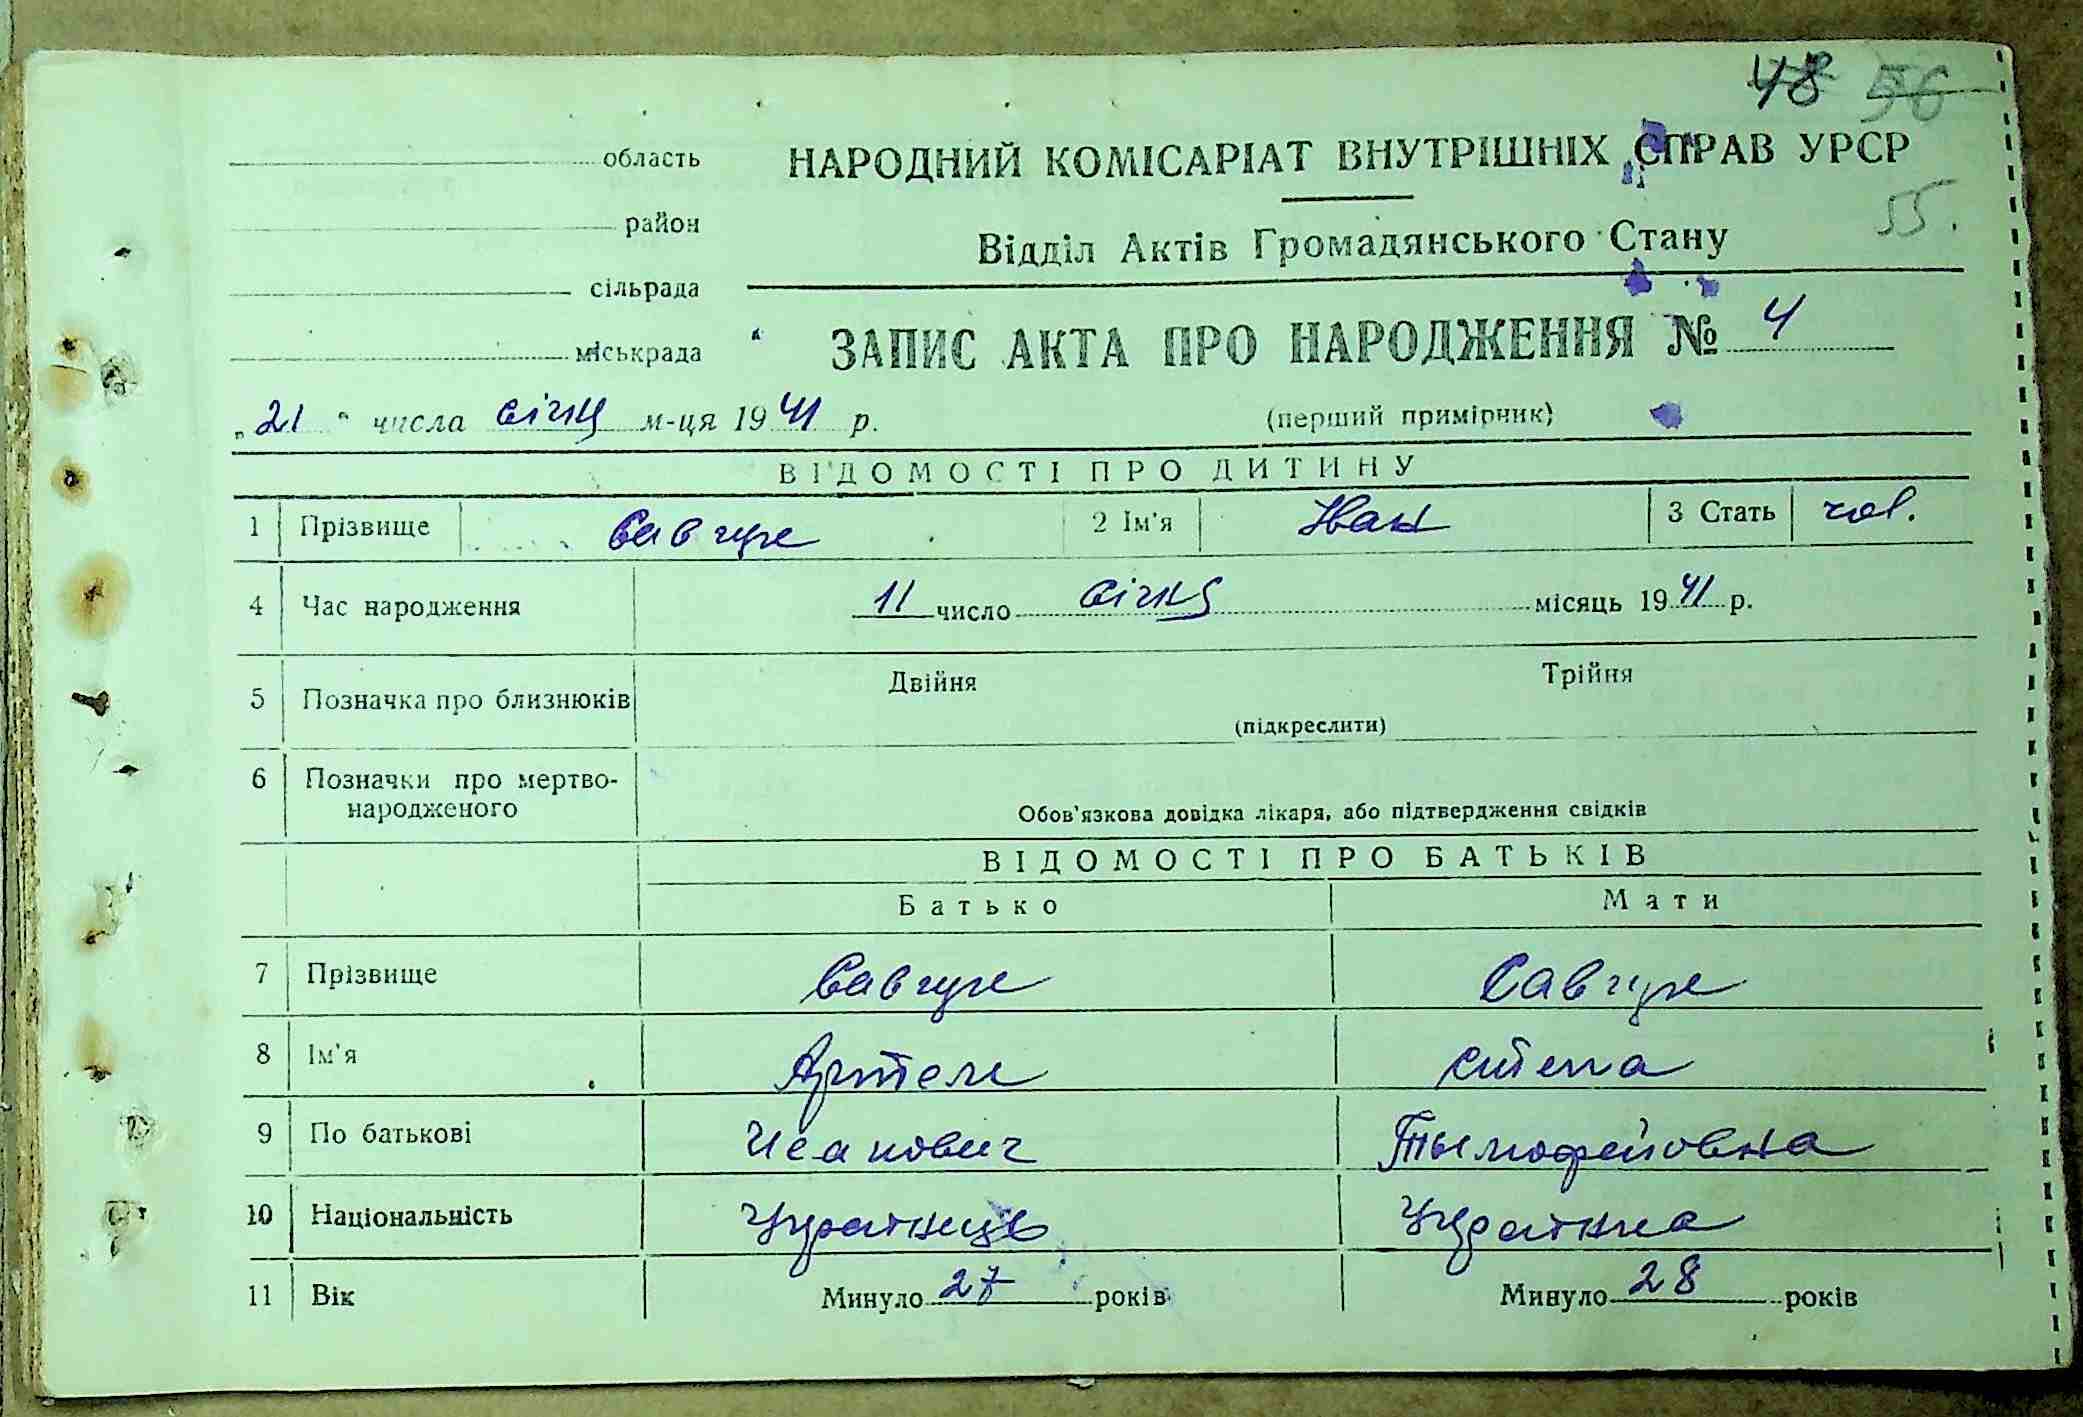 48 56
область
НАРОДНИЙ КОМІСАРІАТ ВНУТРІШНІХ СПРАВ УРСР
район
55.
Відділ Актів Громадянського Стану
сільрада
міськрада
ЗАПИС АКТА ПРО НАРОДЖЕННЯ № 4
„21" числа січня м-ця 1941 р.
(перший примірник)
ВІДОМОСТІ ПРО ДИТИНУ
1 Прізвище Савчук 2 Ім'я Иван 3 Стать чол.
4 Час народження 11 число січня місяць 1941 р.
5 Позначка про близнюків Двійня Трійня
(підкреслити)
6 Позначки про мертво-
народженого
Обов'язкова довідка лікаря, або підтвердження свідків
ВІДОМОСТІ ПРО БАТЬКІВ
Батько Мати
7 Прізвище Савчук Савчук
8 Ім'я Артем
9 По батькові Иванович Тымофейовна
10 Національність Українець Українка
11 Вік Минуло 27 років Минуло 28 років